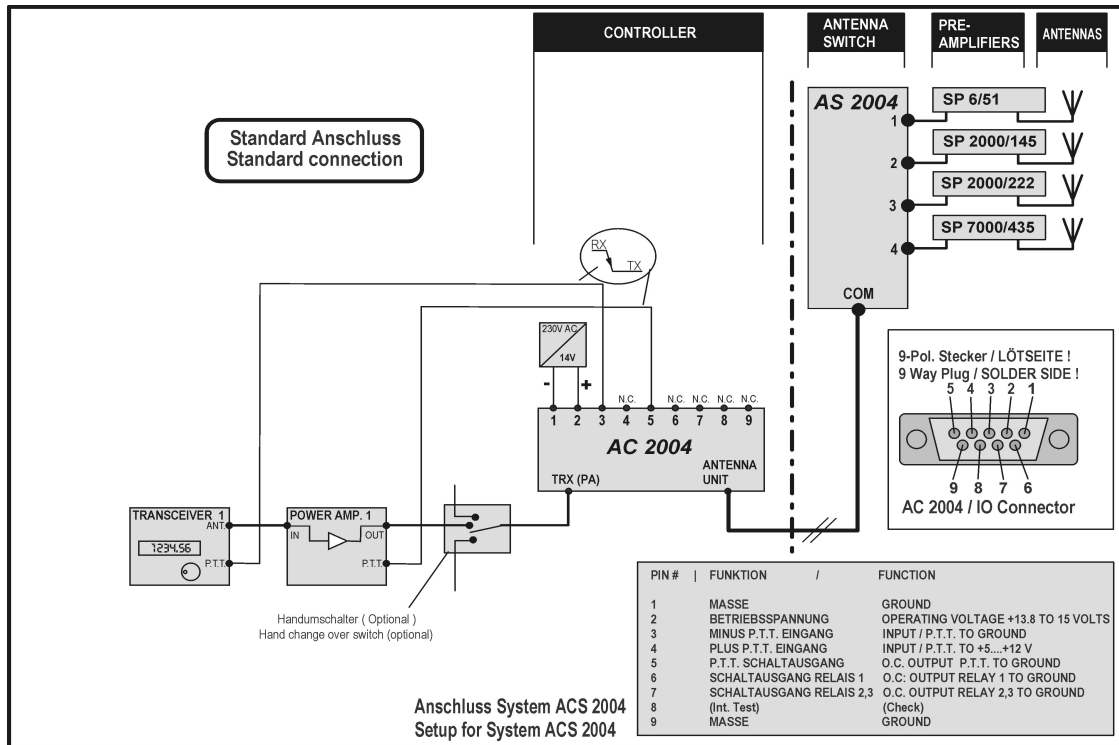 CONTROLLER
ANTENNA
SWITCH
PRE-
AMPLIFIERS
ANTENNAS
Standard Anschluss
Standard connection
AS 2004
1
2
3
4
COM
SP 6/51
SP 2000/145
SP 2000/222
SP 7000/435
RX
TX
230V AC
14V
- +
N.C. N.C. N.C. N.C. N.C.
1 2 3 4 5 6 7 8 9
AC 2004
TRX (PA)
ANTENNA
UNIT
9-Pol. Stecker / LÖTSEITE !
9 Way Plug / SOLDER SIDE !
5 4 3 2 1
9 8 7 6
AC 2004 / IO Connector
TRANSCEIVER 1
ANT.
1234.56
P.T.T.
POWER AMP. 1
IN
OUT
P.T.T.
Handumschalter ( Optional )
Hand change over switch (optional)
PIN # | FUNKTION / FUNCTION
1 MASSE GROUND
2 BETRIEBSSPANNUNG OPERATING VOLTAGE +13.8 TO 15 VOLTS
3 MINUS P.T.T. EINGANG INPUT / P.T.T. TO GROUND
4 PLUS P.T.T. EINGANG INPUT / P.T.T. TO +5....+12 V
5 P.T.T. SCHALTAUSGANG O.C. OUTPUT P.T.T. TO GROUND
6 SCHALTAUSGANG RELAIS 1 O.C: OUTPUT RELAY 1 TO GROUND
7 SCHALTAUSGANG RELAIS 2,3 O.C. OUTPUT RELAY 2,3 TO GROUND
8 (Int. Test) (Check)
9 MASSE GROUND
Anschluss System ACS 2004
Setup for System ACS 2004